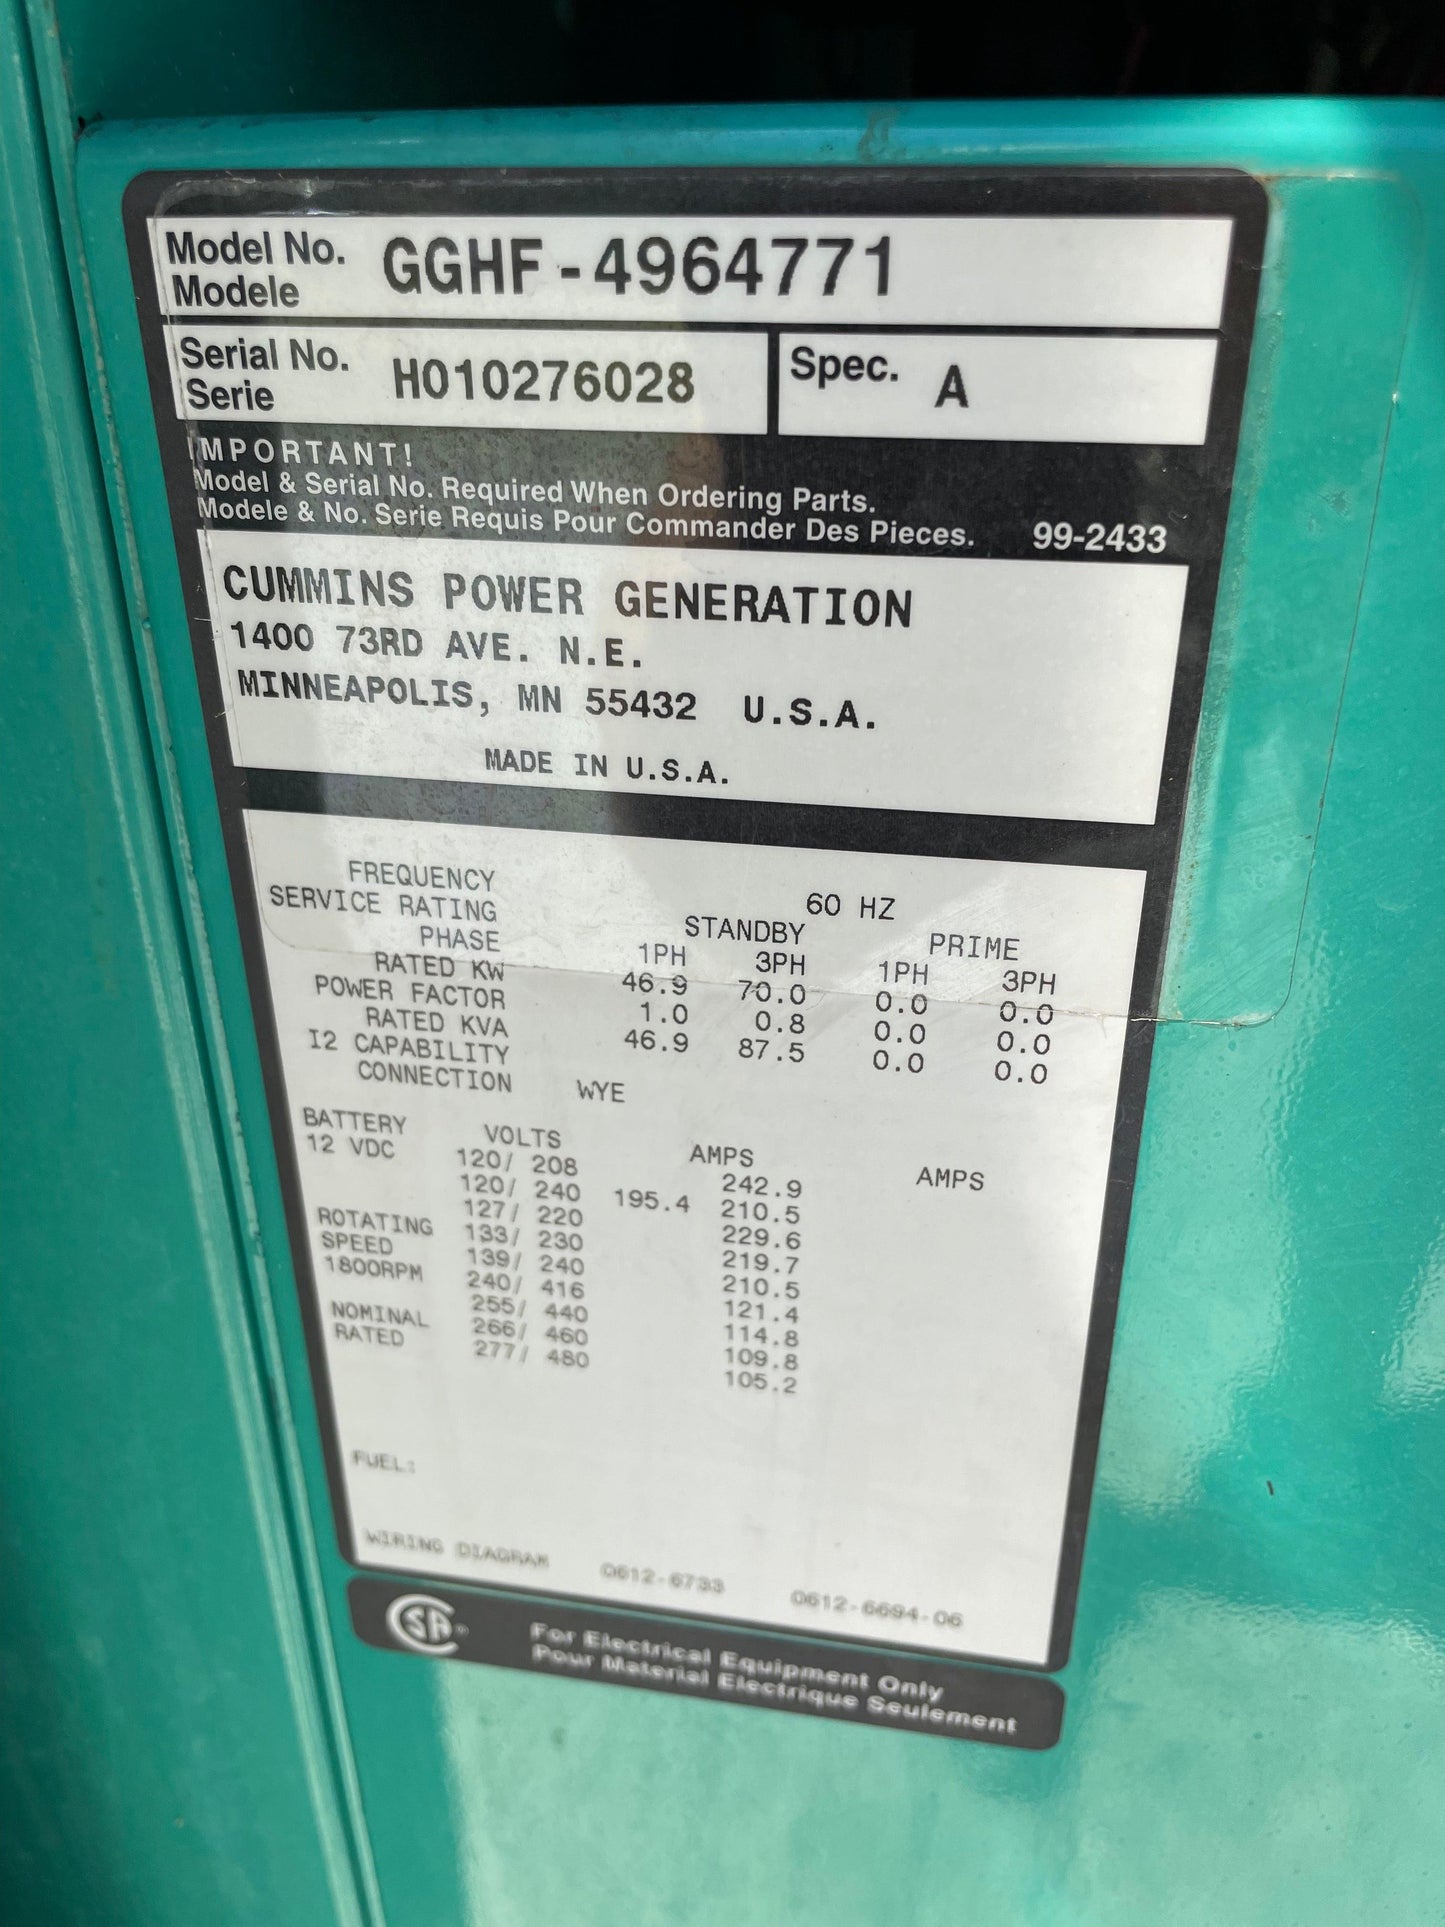 Model No. GGHF-4964771
Modele
Serial No. H010276028
Serie
Spec. A
IMPORTANT!
Model & Serial No. Required When Ordering Parts.
Modele & No. Serie Requis Pour Commander Des Pieces. 99-2433
CUMMINS POWER GENERATION
1400 73RD AVE. N.E.
MINNEAPOLIS, MN 55432 U.S.A.
MADE IN U.S.A.
FREQUENCY 60 HZ
SERVICE RATING STANDBY PRIME
PHASE 1PH 3PH 1PH 3PH
RATED KW 46.9 70.0 0.0 0.0
POWER FACTOR 1.0 0.8 0.0 0.0
RATED KVA 46.9 87.5 0.0 0.0
I2 CAPABILITY
CONNECTION WYE
BATTERY VOLTS AMPS AMPS
12 VDC 120/ 208 242.9
120/ 240 195.4 210.5
127/ 220 229.6
ROTATING 133/ 230 219.7
SPEED 139/ 240 210.5
1800RPM 240/ 416 121.4
255/ 440 114.8
NOMINAL 266/ 460 109.8
RATED 277/ 480 105.2
FUEL:
WIRING DIAGRAM 0612-6733 0612-6694-06
CSA®
For Electrical Equipment Only
Pour Material Electrique Seulement